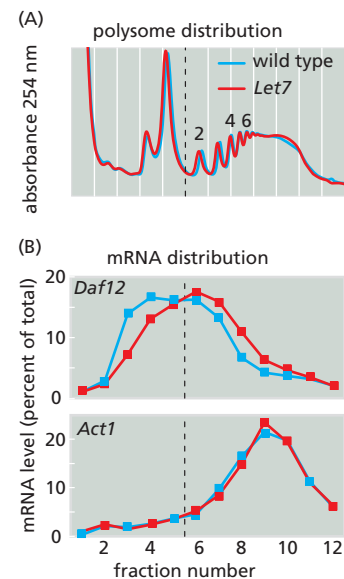 (A)
polysome distribution
absorbance 254 nm
wild type
Let7
2 4 6
(B)
mRNA distribution
mRNA level (percent of total)
Daf12
20
10
0
Act1
20
10
0
2 4 6 8 10 12
fraction number